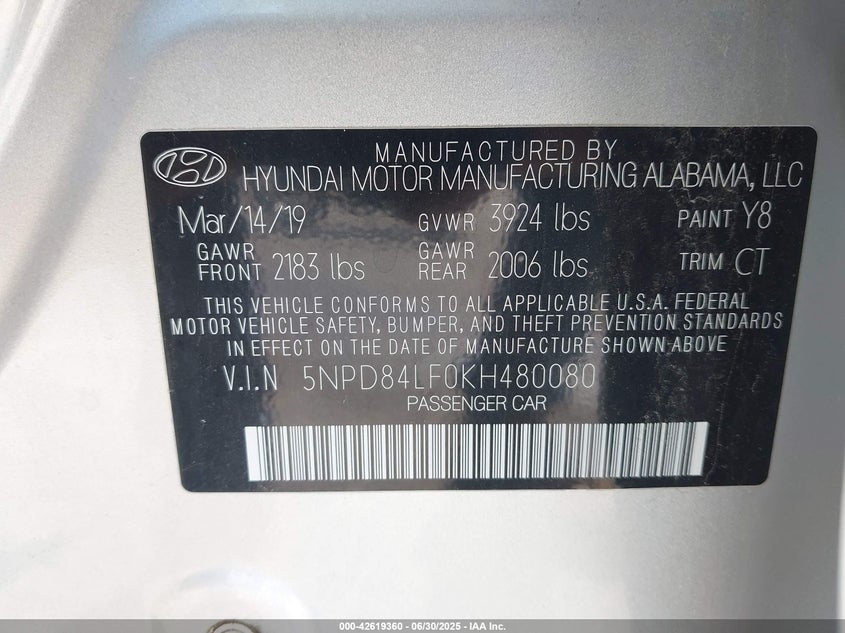 MANUFACTURED BY
HYUNDAI MOTOR MANUFACTURING ALABAMA, LLC
Mar/14/19 GVWR 3924 lbs PAINT Y8
GAWR FRONT 2183 lbs GAWR REAR 2006 lbs TRIM CT
THIS VEHICLE CONFORMS TO ALL APPLICABLE U.S.A. FEDERAL
MOTOR VEHICLE SAFETY, BUMPER, AND THEFT PREVENTION STANDARDS
IN EFFECT ON THE DATE OF MANUFACTURE SHOWN ABOVE
V.I.N 5NPD84LF0KH480080
PASSENGER CAR
000-42619360 - 06/30/2025 - IAA Inc.